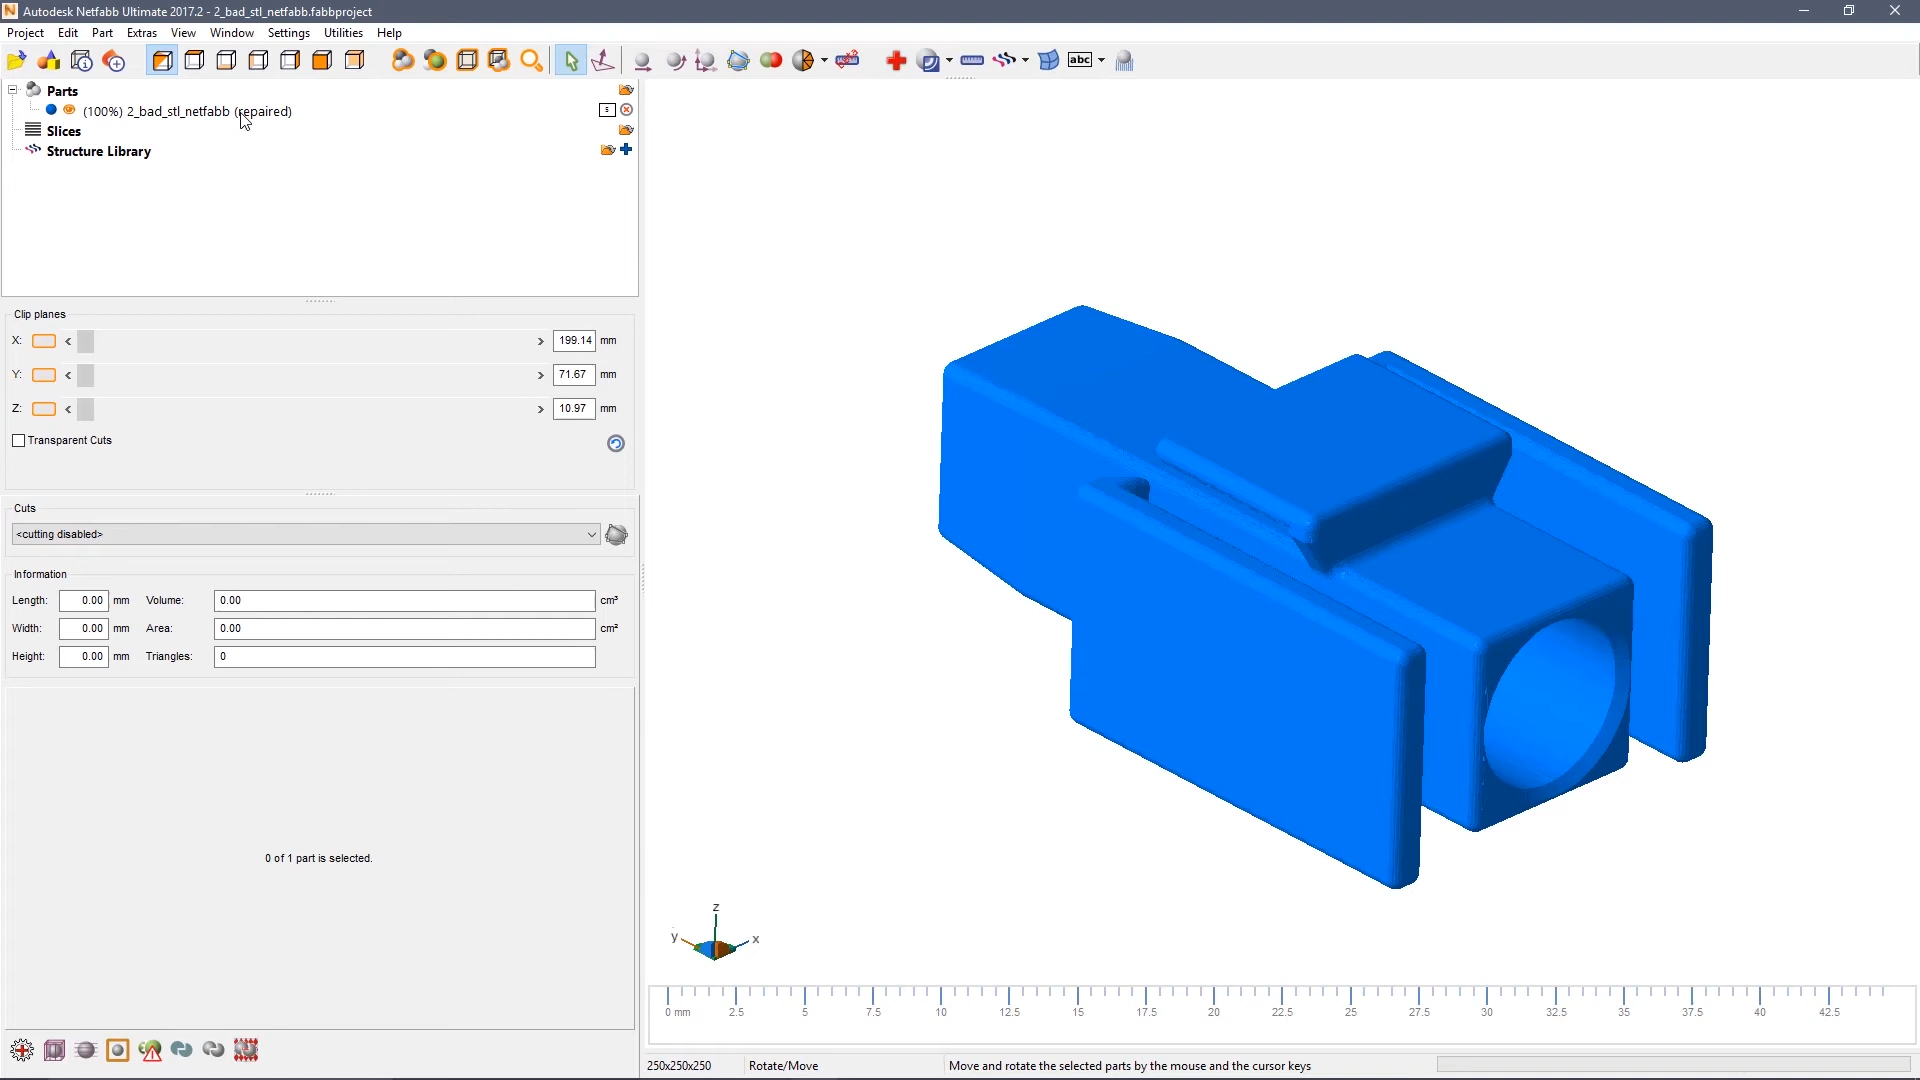 Autodesk Netfabb Ultimate 2017.2 - 2_bad_stl_netfabb.fabbproject
Project Edit Part Extras View Window Settings Utilities Help
abc
Parts
(100%) 2_bad_stl_netfabb (repaired)
s
Slices
Structure Library
Clip planes
X: < > 199.14 mm
Y: < > 71.67 mm
Z: < > 10.97 mm
Transparent Cuts
Cuts
<cutting disabled>
Information
Length: 0.00 mm Volume: 0.00 cm³
Width: 0.00 mm Area: 0.00 cm²
Height: 0.00 mm Triangles: 0
0 of 1 part is selected.
z
y x
0 mm 2.5 5 7.5 10 12.5 15 17.5 20 22.5 25 27.5 30 32.5 35 37.5 40 42.5
250x250x250 Rotate/Move Move and rotate the selected parts by the mouse and the cursor keys